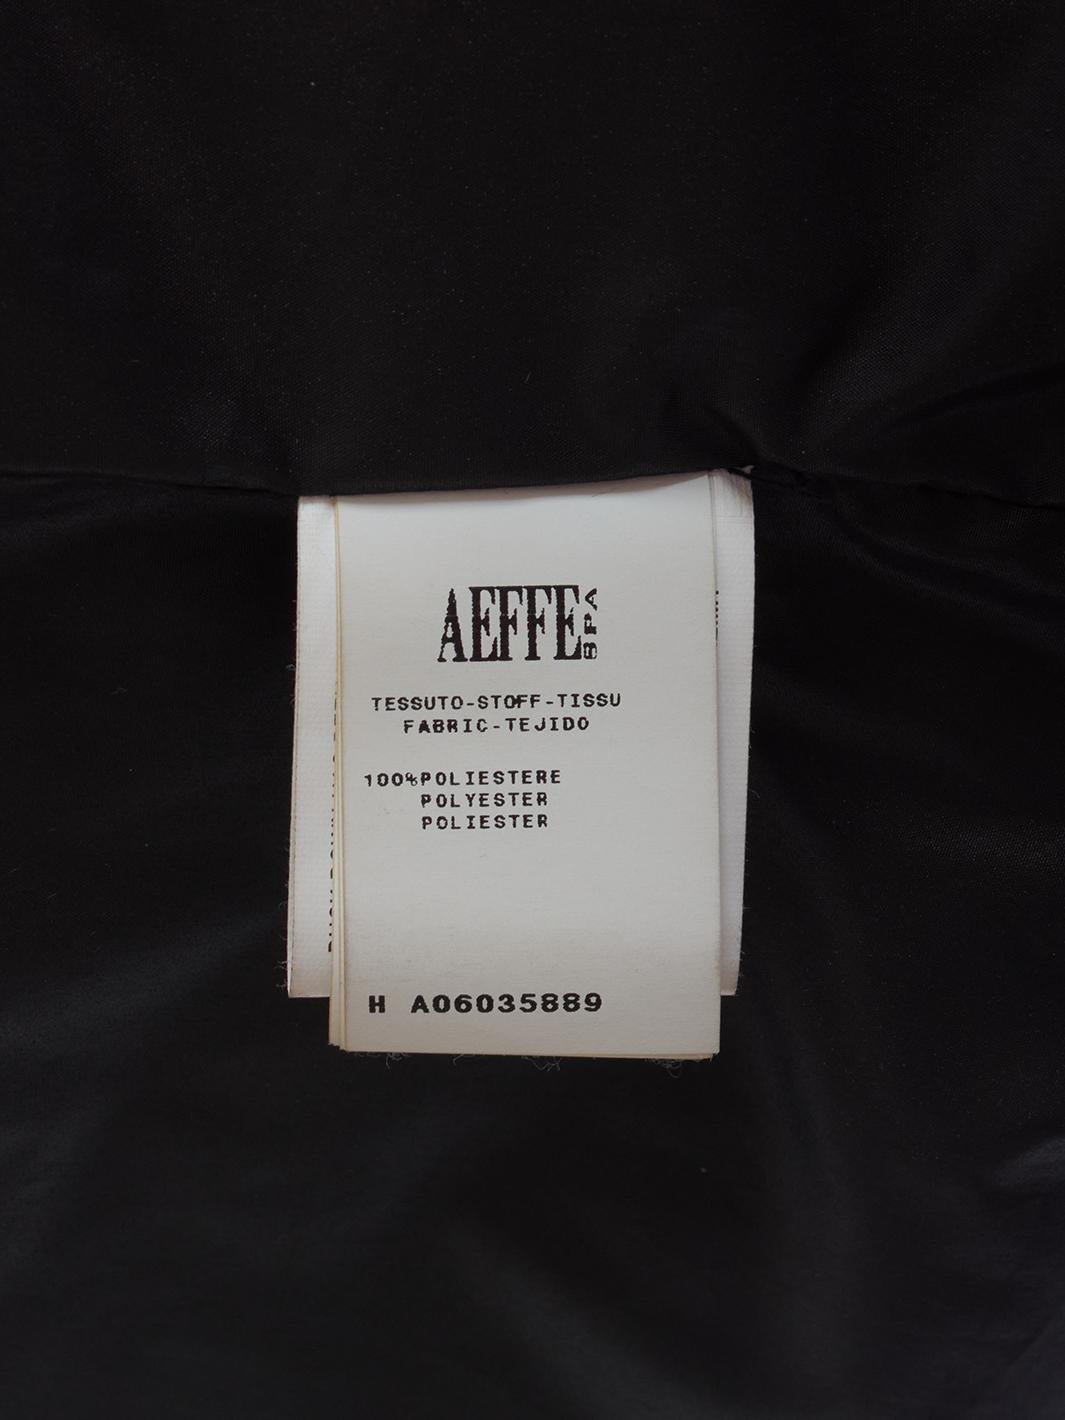 AEFFE SPA
TESSUTO-STOFF-TISSU
FABRIC-TEJIDO
100%POLIESTERE
POLYESTER
POLIESTER
H A06035889